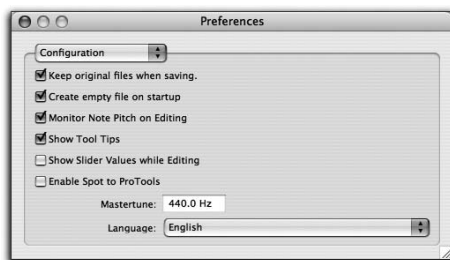 Preferences
Configuration
Keep original files when saving.
Create empty file on startup
Monitor Note Pitch on Editing
Show Tool Tips
Show Slider Values while Editing
Enable Spot to ProTools
Mastertune: 440.0 Hz
Language: English